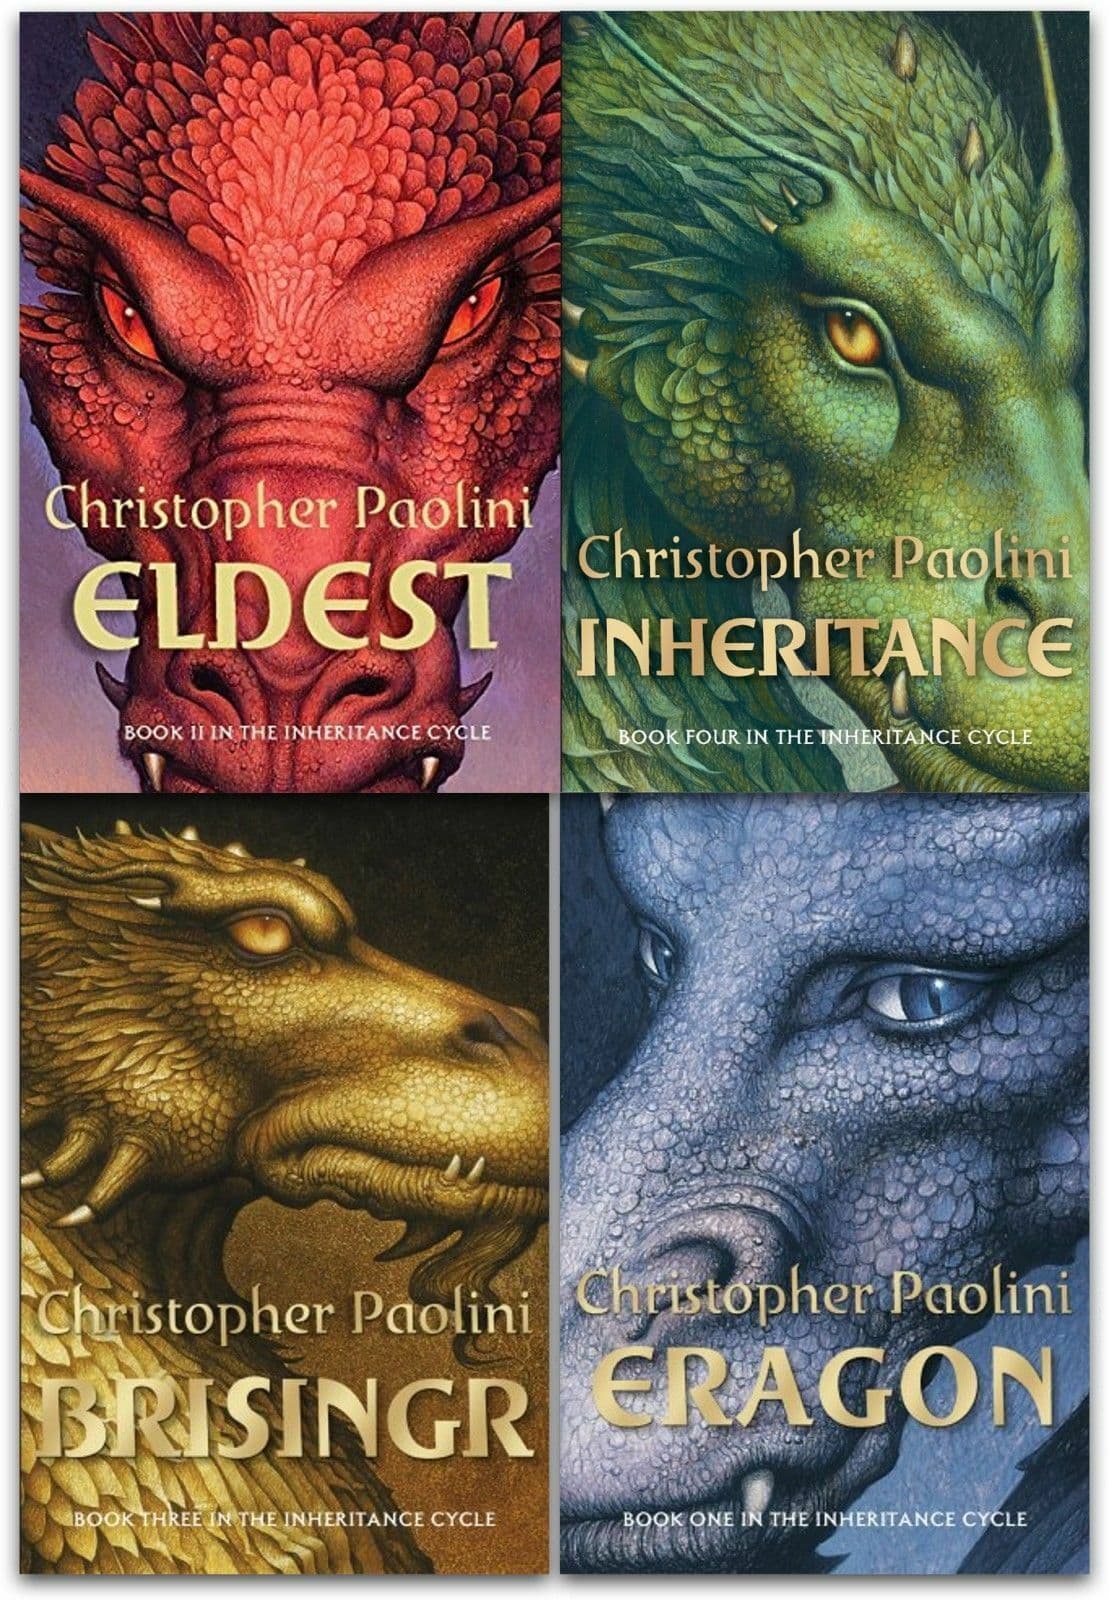 Christopher Paolini
ELDEST
BOOK II IN THE INHERITANCE CYCLE
Christopher Paolini
INHERITANCE
BOOK FOUR IN THE INHERITANCE CYCLE
Christopher Paolini
BRISINGR
BOOK THREE IN THE INHERITANCE CYCLE
Christopher Paolini
ERAGON
BOOK ONE IN THE INHERITANCE CYCLE